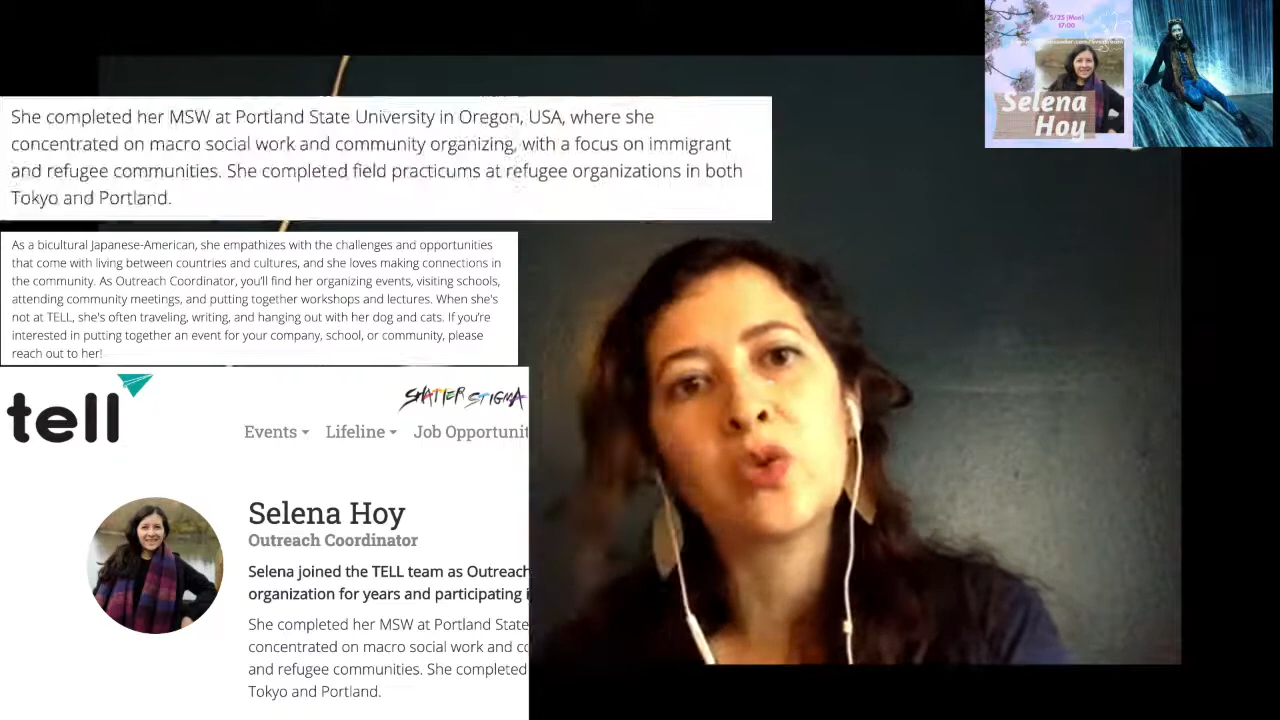 She completed her MSW at Portland State University in Oregon, USA, where she
concentrated on macro social work and community organizing, with a focus on immigrant
and refugee communities. She completed field practicums at refugee organizations in both
Tokyo and Portland.
As a bicultural Japanese-American, she empathizes with the challenges and opportunities
that come with living between countries and cultures, and she loves making connections in
the community. As Outreach Coordinator, you'll find her organizing events, visiting schools,
attending community meetings, and putting together workshops and lectures. When she's
not at TELL, she's often traveling, writing, and hanging out with her dog and cats. If you're
interested in putting together an event for your company, school, or community, please
reach out to her!
tell
SHATTER STIGMA
Events
Lifeline
Job Opportunit
Selena Hoy
Outreach Coordinator
Selena joined the TELL team as Outreach
organization for years and participating i
She completed her MSW at Portland State
concentrated on macro social work and co
and refugee communities. She completed
Tokyo and Portland.
5/25 (Mon)
17:00
Selena
Hoy